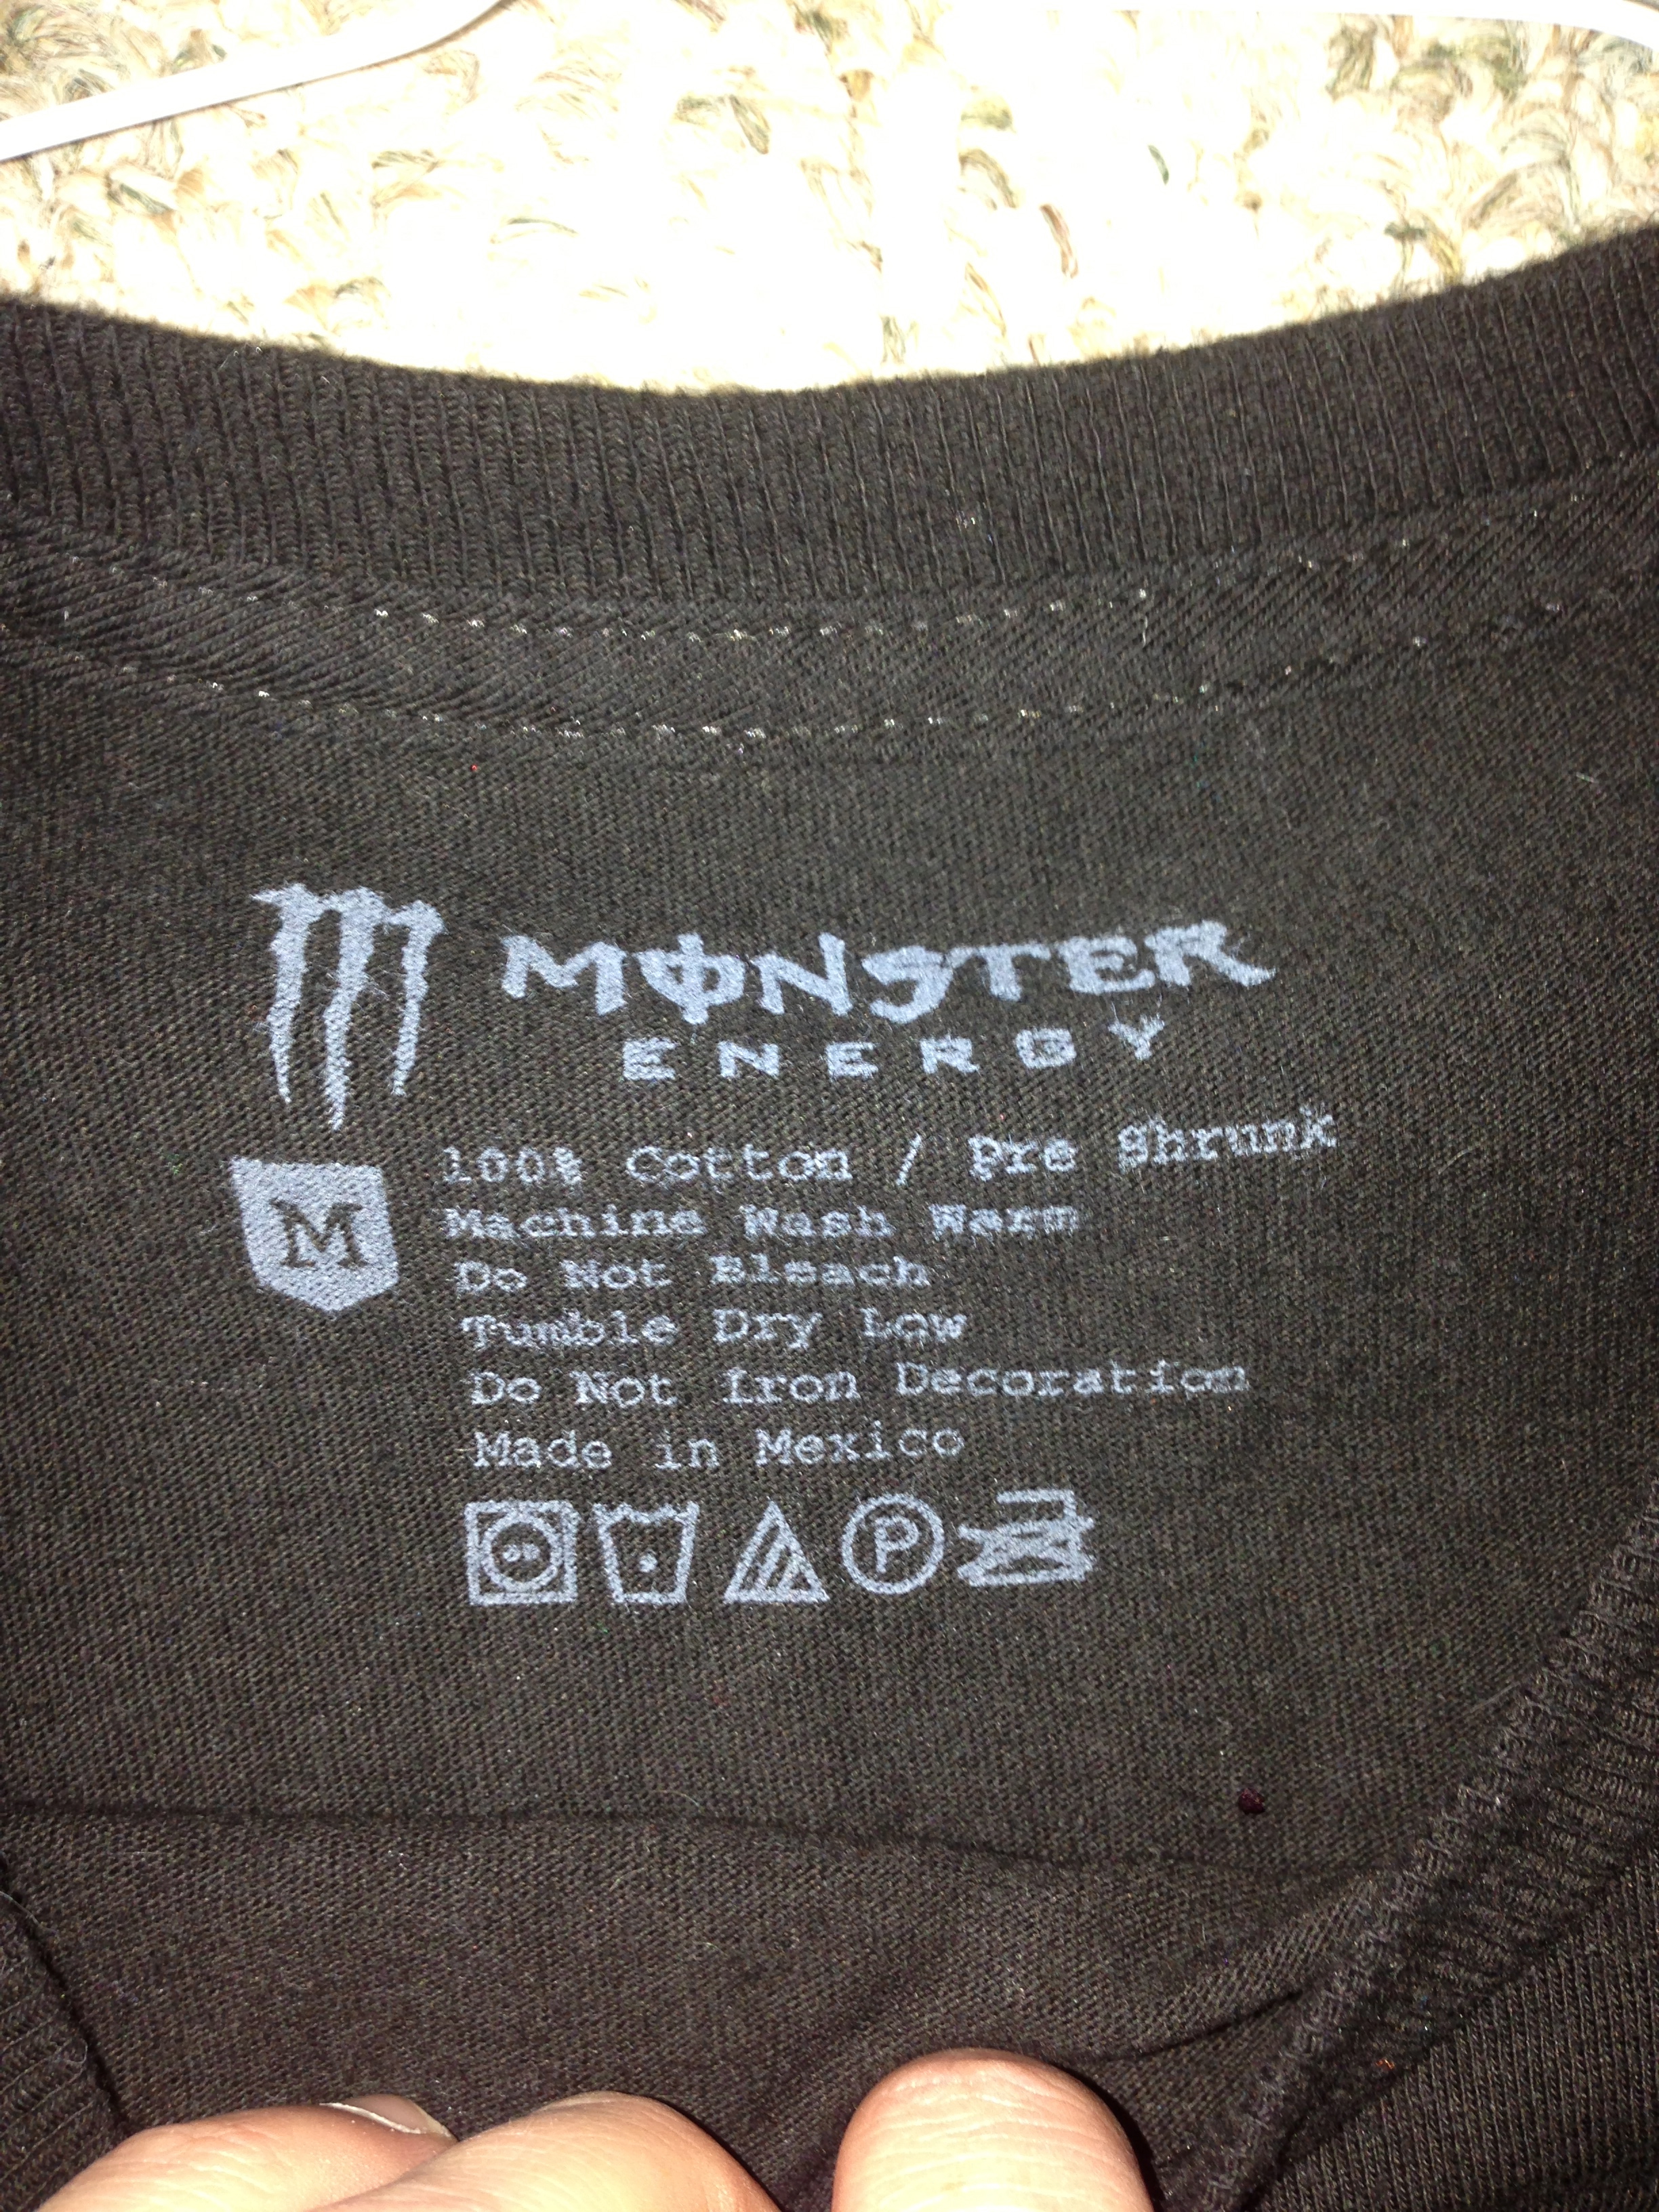 MONSTER
ENERGY
100% Cotton / Pre Shrunk
M
Machine Wash Warm
Do Not Bleach
Tumble Dry Low
Do Not Iron Decoration
Made in Mexico
P